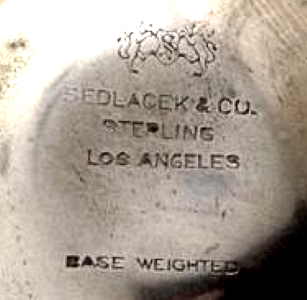 SEDLACEK & CO.
STERLING
LOS ANGELES
BASE WEIGHTED